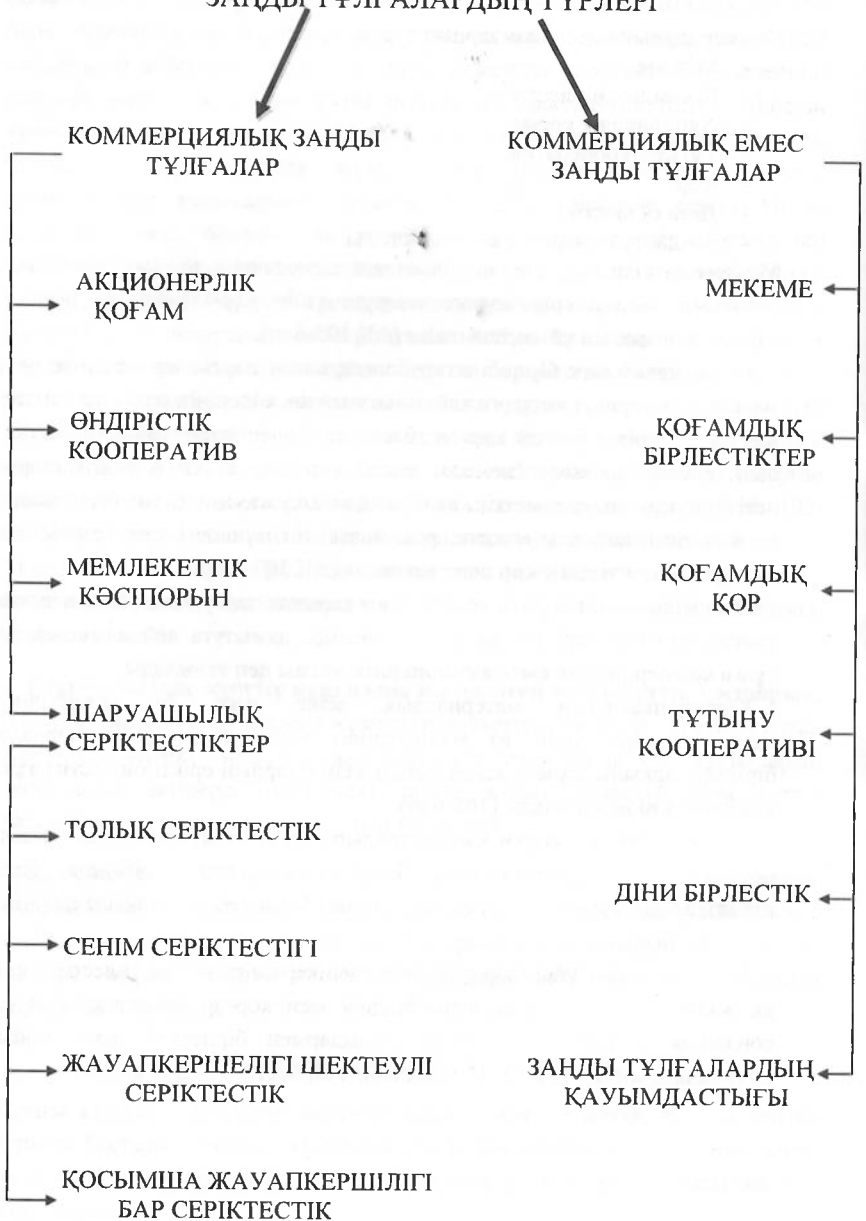 ЗАҢДЫ ТҰЛҒАЛАРДЫҢ ТҮРЛЕРІ
КОММЕРЦИЯЛЫҚ ЗАҢДЫ
ТҰЛҒАЛАР
АКЦИОНЕРЛІК
ҚОҒАМ
ӨНДІРІСТІК
КООПЕРАТИВ
МЕМЛЕКЕТТІК
КӘСІПОРЫН
ШАРУАШЫЛЫҚ
СЕРІКТЕСТІКТЕР
ТОЛЫҚ СЕРІКТЕСТІК
СЕНІМ СЕРІКТЕСТІГІ
ЖАУАПКЕРШЕЛІГІ ШЕКТЕУЛІ
СЕРІКТЕСТІК
ҚОСЫМША ЖАУАПКЕРШІЛІГІ
БАР СЕРІКТЕСТІК
КОММЕРЦИЯЛЫҚ ЕМЕС
ЗАҢДЫ ТҰЛҒАЛАР
МЕКЕМЕ
ҚОҒАМДЫҚ
БІРЛЕСТІКТЕР
ҚОҒАМДЫҚ
ҚОР
ТҰТЫНУ
КООПЕРАТИВІ
ДІНИ БІРЛЕСТІК
ЗАҢДЫ ТҰЛҒАЛАРДЫҢ
ҚАУЫМДАСТЫҒЫ